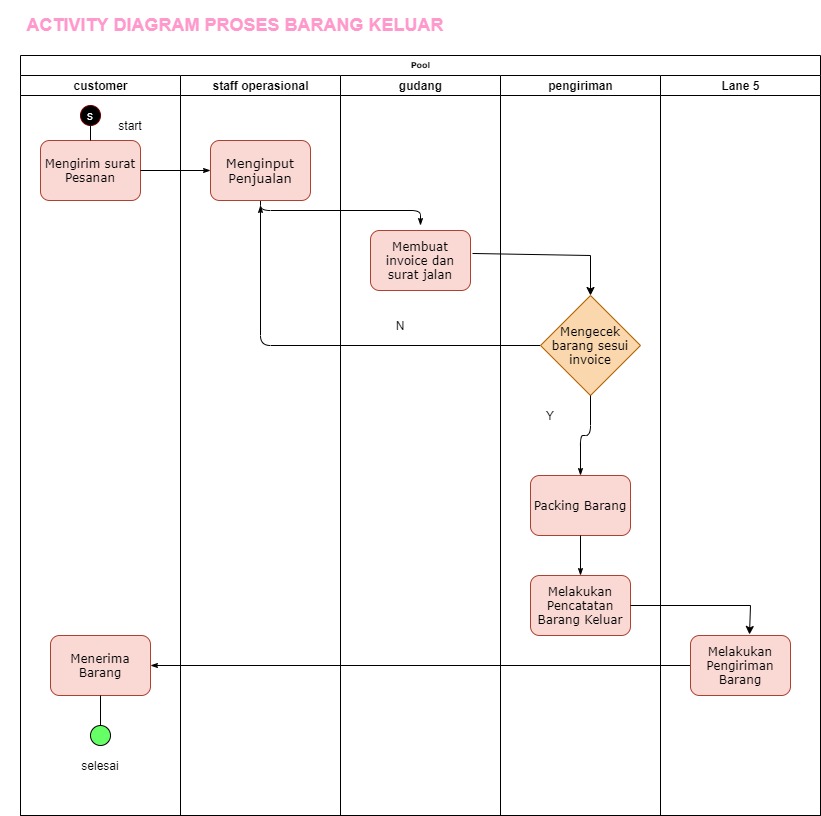 ACTIVITY DIAGRAM PROSES BARANG KELUAR
Pool
customer
staff operasional
gudang
pengiriman
Lane 5
S
start
Mengirim surat
Pesanan
Menginput
Penjualan
Membuat
invoice dan
surat jalan
N
Mengecek
barang sesui
invoice
Y
Packing Barang
Melakukan
Pencatatan
Barang Keluar
Melakukan
Pengiriman
Barang
Menerima
Barang
selesai